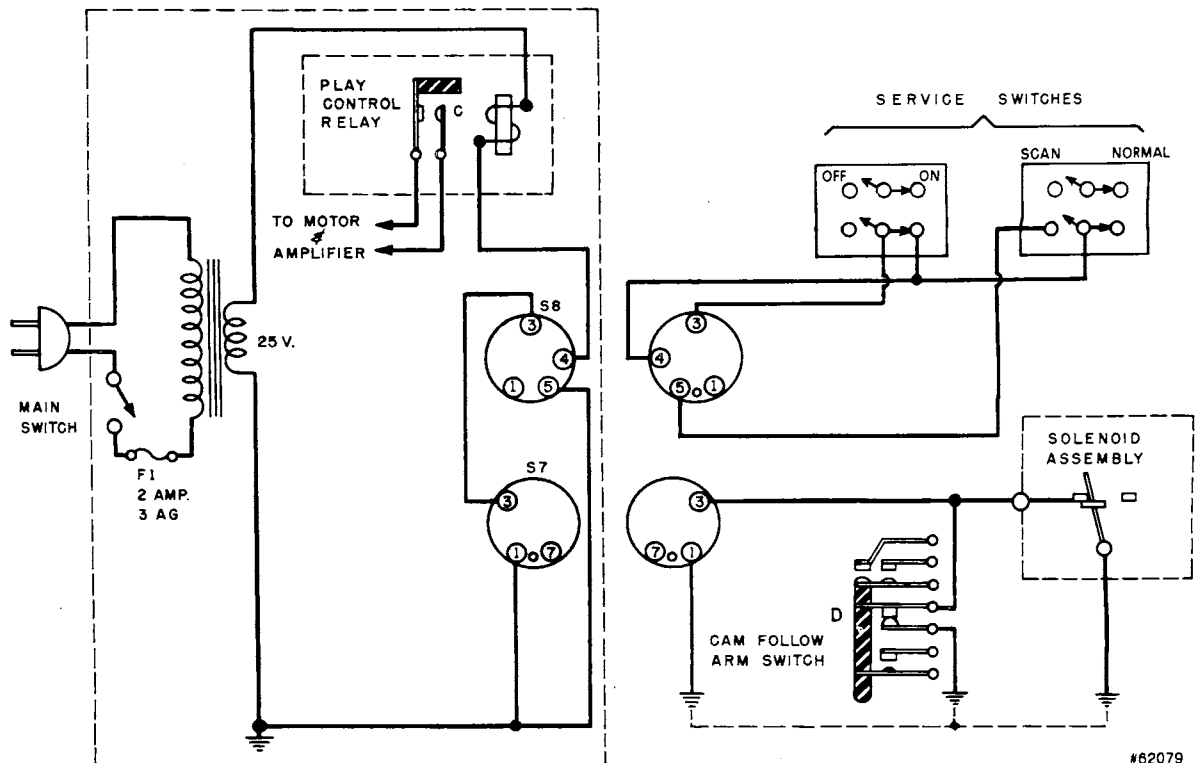 PLAY
CONTROL
RELAY
C
TO MOTOR
&
AMPLIFIER
25 V.
MAIN
SWITCH
F1
2 AMP.
3 AG
S8
3
4
1
5
S7
3
1
7
SERVICE SWITCHES
OFF
ON
SCAN
NORMAL
3
4
5
1
3
7
1
D
CAM FOLLOW
ARM SWITCH
SOLENOID
ASSEMBLY
#62079